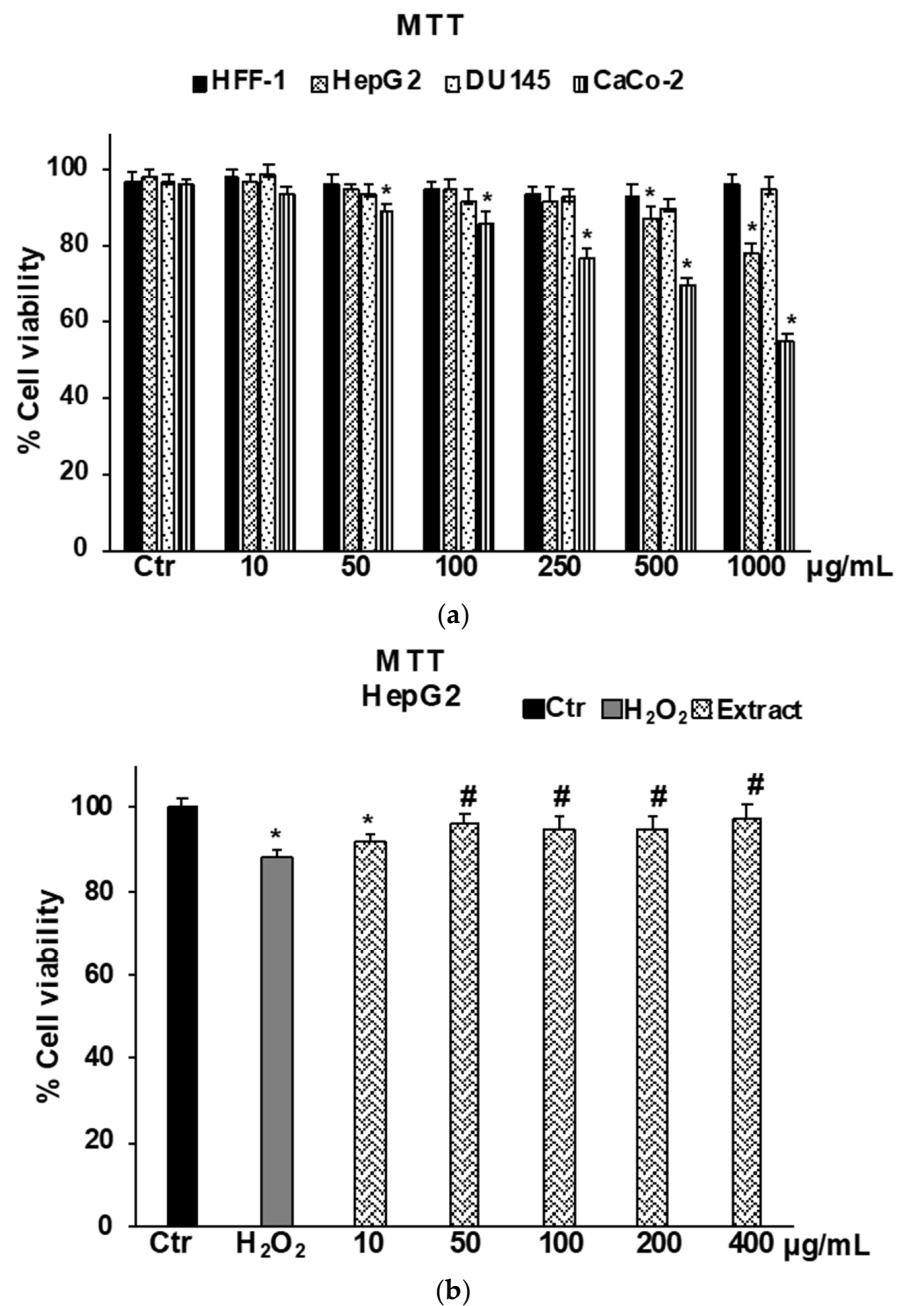 MTT
HFF-1 HepG2 DU145 CaCo-2
% Cell viability
100
80
60
40
20
0
* * * * * * *
Ctr 10 50 100 250 500 1000 µg/mL
(a)
MTT
HepG2
Ctr H₂O₂ Extract
% Cell viability
100
80
60
40
20
0
* * # # # #
Ctr H₂O₂ 10 50 100 200 400 µg/mL
(b)